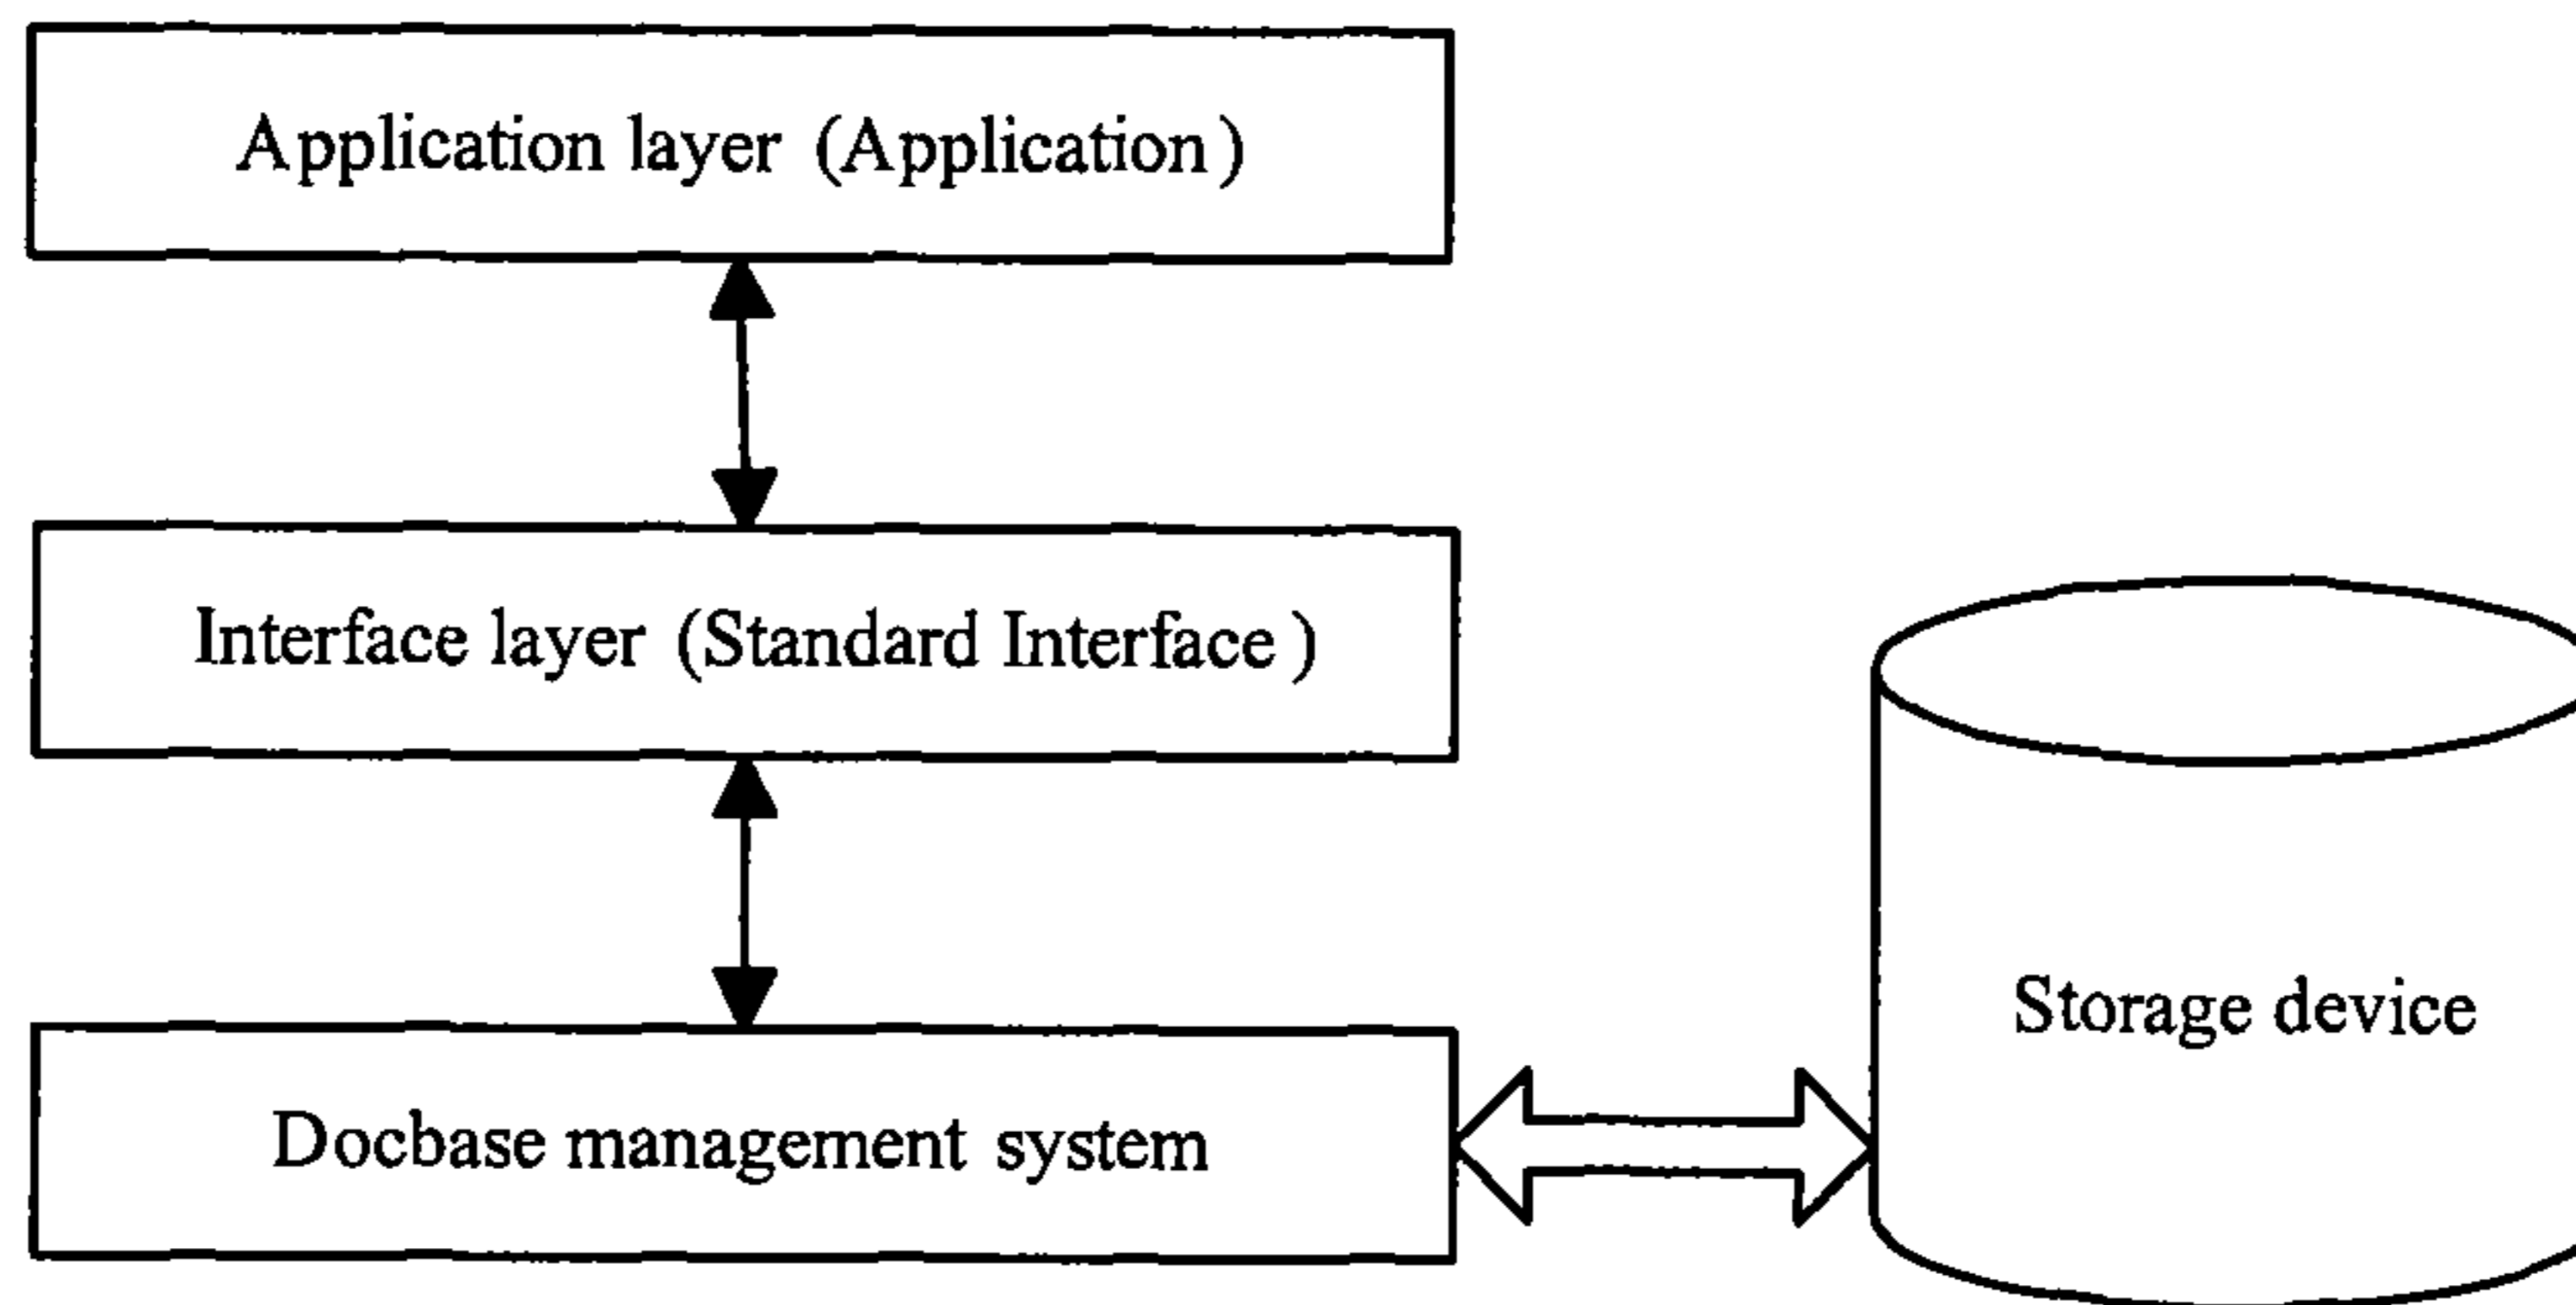 Application layer (Application)
Interface layer (Standard Interface)
Storage device
Docbase management system